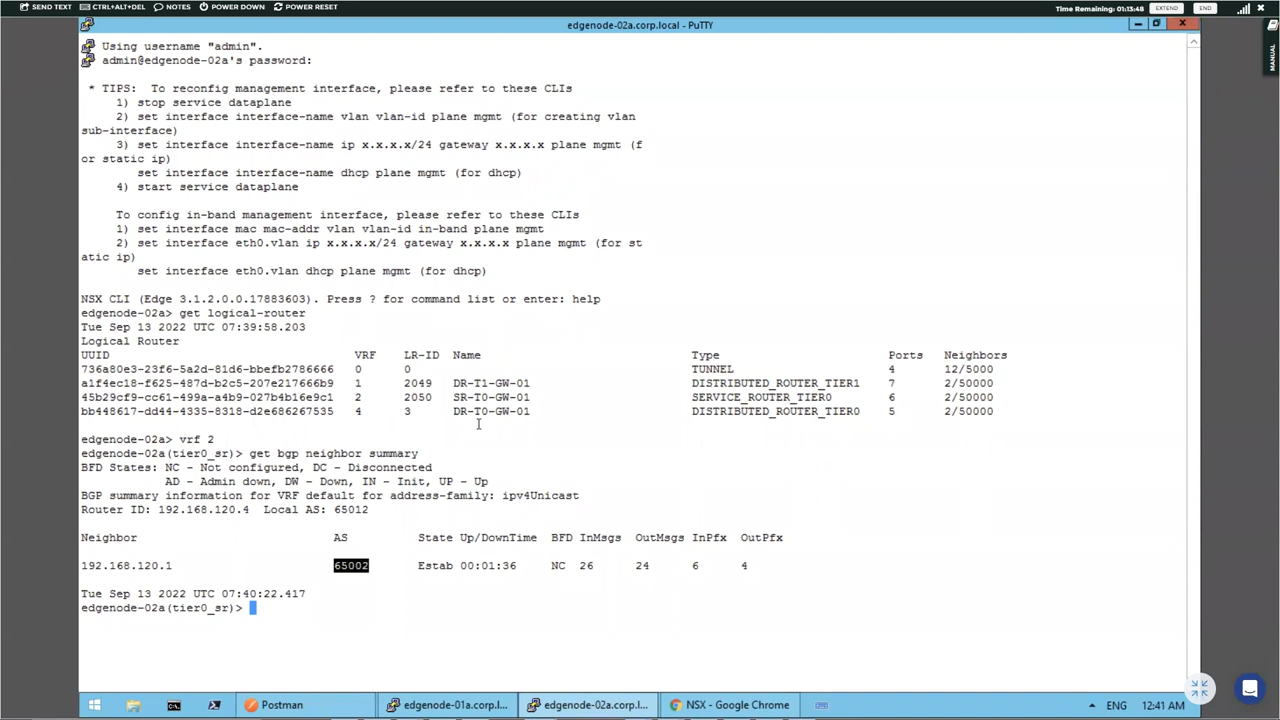 SEND TEXT CTRL+ALT+DEL NOTES POWER DOWN POWER RESET Time Remaining: 01:13:48 EXTEND END
edgenode-02a.corp.local - PuTTY
MANUAL
Using username "admin".
admin@edgenode-02a's password:
* TIPS: To reconfig management interface, please refer to these CLIs
1) stop service dataplane
2) set interface interface-name vlan vlan-id plane mgmt (for creating vlan
sub-interface)
3) set interface interface-name ip x.x.x.x/24 gateway x.x.x.x plane mgmt (f
or static ip)
set interface interface-name dhcp plane mgmt (for dhcp)
4) start service dataplane
To config in-band management interface, please refer to these CLIs
1) set interface mac mac-addr vlan vlan-id in-band plane mgmt
2) set interface eth0.vlan ip x.x.x.x/24 gateway x.x.x.x plane mgmt (for st
atic ip)
set interface eth0.vlan dhcp plane mgmt (for dhcp)
NSX CLI (Edge 3.1.2.0.0.17883603). Press ? for command list or enter: help
edgenode-02a> get logical-router
Tue Sep 13 2022 UTC 07:39:58.203
Logical Router
UUID VRF LR-ID Name Type Ports Neighbors
736a80e3-23f6-5a2d-81d6-bbefb2786666 0 0 TUNNEL 4 12/5000
a1f4ec18-f625-487d-b2c5-207e217666b9 1 2049 DR-T1-GW-01 DISTRIBUTED_ROUTER_TIER1 7 2/50000
45b29cf9-cc61-499a-a4b9-027b4b16e9c1 2 2050 SR-T0-GW-01 SERVICE_ROUTER_TIER0 6 2/50000
bb448617-dd44-4335-8318-d2e686267535 4 3 DR-T0-GW-01 DISTRIBUTED_ROUTER_TIER0 5 2/50000
edgenode-02a> vrf 2
edgenode-02a(tier0_sr)> get bgp neighbor summary
BFD States: NC - Not configured, DC - Disconnected
AD - Admin down, DW - Down, IN - Init, UP - Up
BGP summary information for VRF default for address-family: ipv4Unicast
Router ID: 192.168.120.4 Local AS: 65012
Neighbor AS State Up/DownTime BFD InMsgs OutMsgs InPfx OutPfx
192.168.120.1 65002 Estab 00:01:36 NC 26 24 6 4
Tue Sep 13 2022 UTC 07:40:22.417
edgenode-02a(tier0_sr)>
Postman edgenode-01a.corp.l... edgenode-02a.corp.l... NSX - Google Chrome ENG 12:41 AM